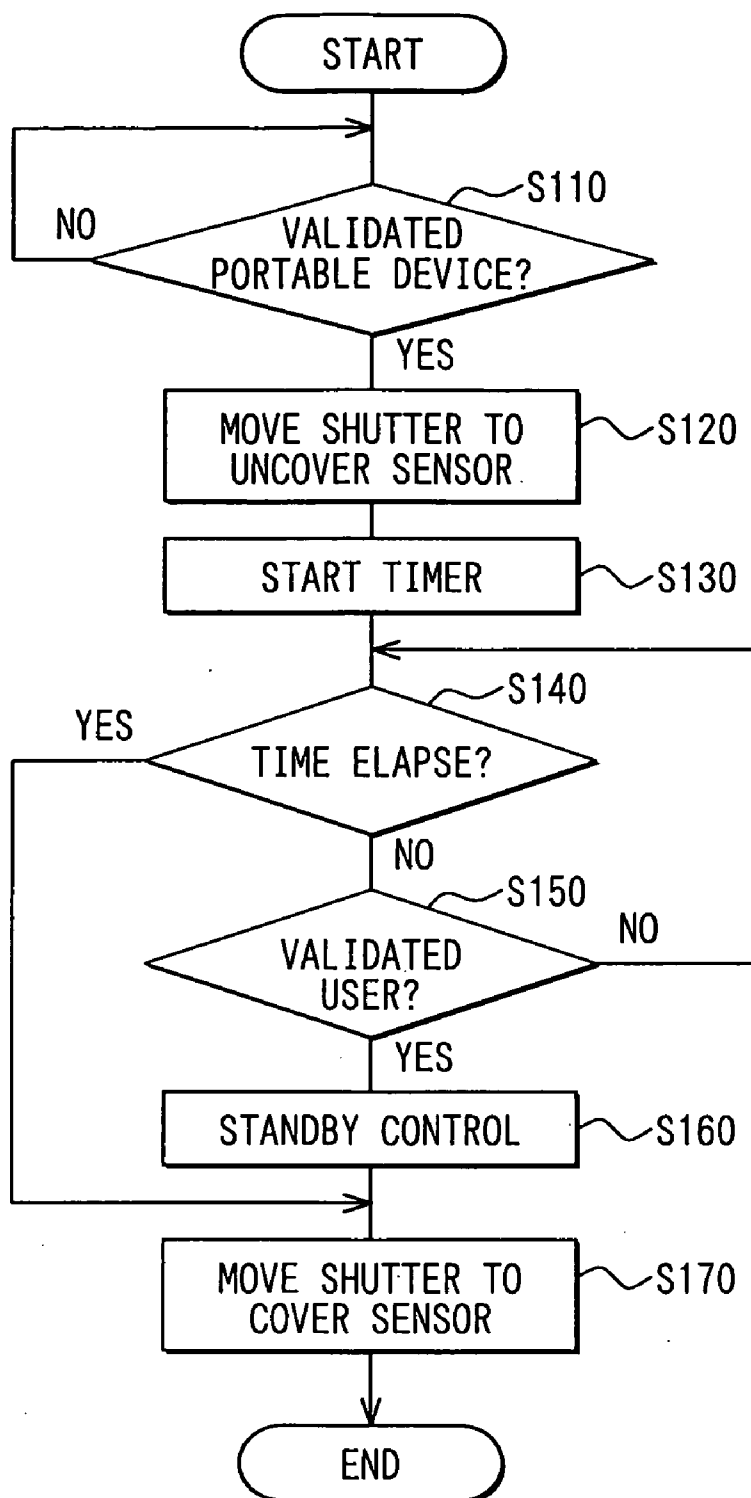 START
S110
NO
VALIDATED
PORTABLE DEVICE?
YES
MOVE SHUTTER TO
UNCOVER SENSOR
S120
START TIMER
S130
S140
YES
TIME ELAPSE?
NO
S150
NO
VALIDATED
USER?
YES
STANDBY CONTROL
S160
MOVE SHUTTER TO
COVER SENSOR
S170
END